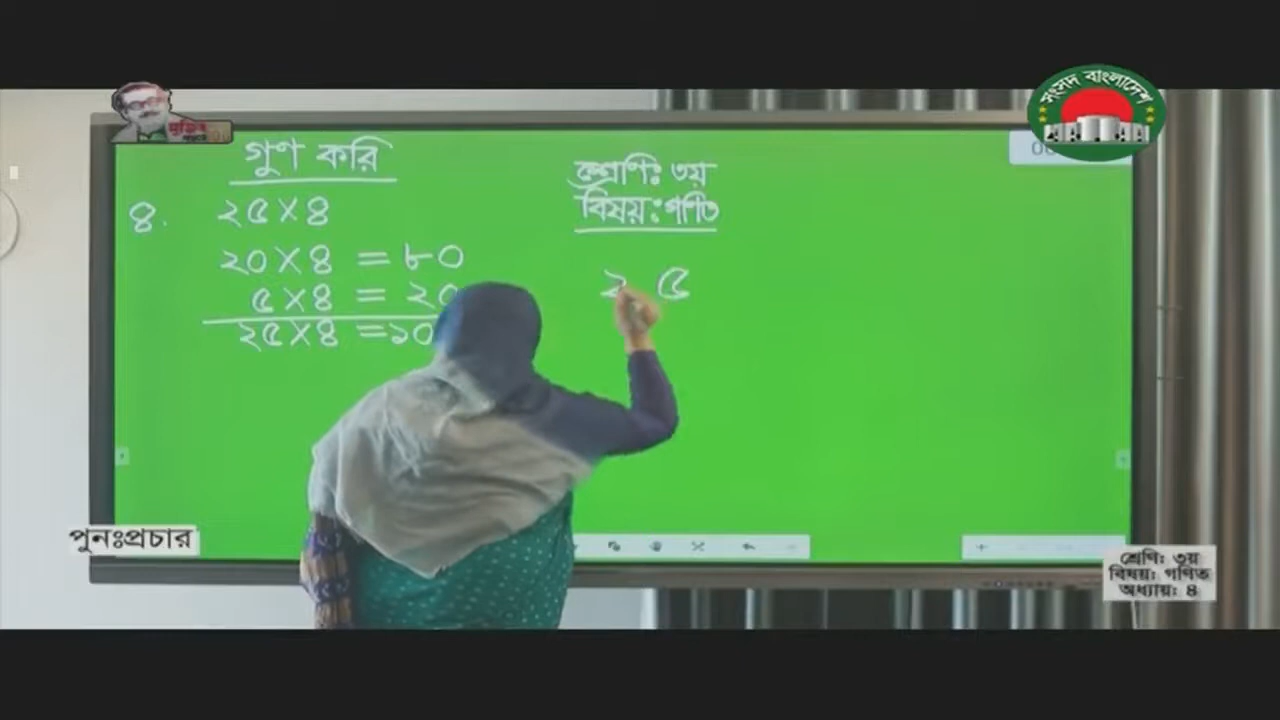 সংসদ বাংলাদেশ
গুণ করি
৪. ২৫×৪
২০×৪ = ৮০
৫×৪ = ২০
২৫×৪ =১০
শ্রেণিঃ ৩য়
বিষয়ঃ গণিত
২ ৫
পুনঃপ্রচার
শ্রেণি: ৩য়
বিষয়: গণিত
অধ্যায়: ৪